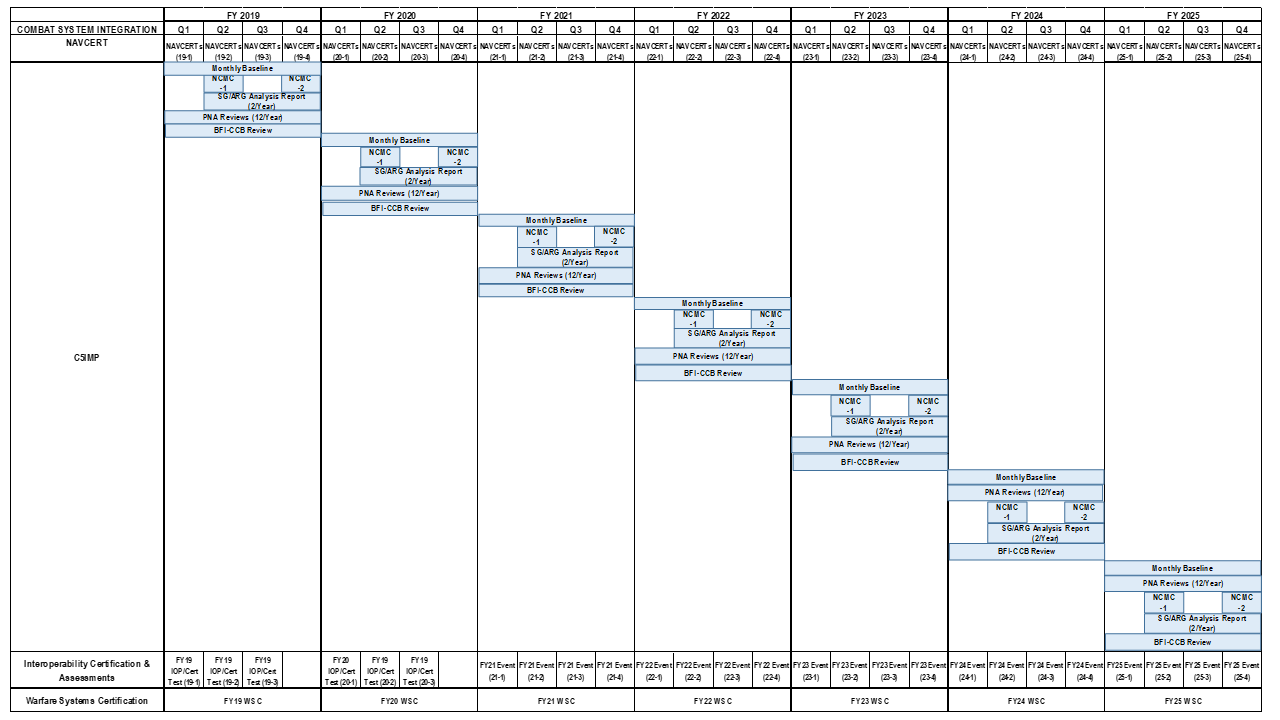 FY 2019 FY 2020 FY 2021 FY 2022 FY 2023 FY 2024 FY 2025
COMBAT SYSTEM INTEGRATION Q1 Q2 Q3 Q4 Q1 Q2 Q3 Q4 Q1 Q2 Q3 Q4 Q1 Q2 Q3 Q4 Q1 Q2 Q3 Q4 Q1 Q2 Q3 Q4 Q1 Q2 Q3 Q4
NAVCERT NAVCERTs NAVCERTs NAVCERTs NAVCERTs NAVCERTs NAVCERTs NAVCERTs NAVCERTs NAVCERTs NAVCERTs NAVCERTs NAVCERTs NAVCERTs NAVCERTs NAVCERTs NAVCERTs NAVCERTs NAVCERTs NAVCERTs NAVCERTs NAVCERTs NAVCERTs NAVCERTs NAVCERTs NAVCERTs NAVCERTs NAVCERTs NAVCERTs
(19-1) (19-2) (19-3) (19-4) (20-1) (20-2) (20-3) (20-4) (21-1) (21-2) (21-3) (21-4) (22-1) (22-2) (22-3) (22-4) (23-1) (23-2) (23-3) (23-4) (24-1) (24-2) (24-3) (24-4) (25-1) (25-2) (25-3) (25-4)
Monthly Baseline
NCMC NCMC
-1 -2
SG/ARG Analysis Report
(2/Year)
PNA Reviews (12/Year)
BFI-CCB Review
Monthly Baseline
NCMC NCMC
-1 -2
SG/ARG Analysis Report
(2/Year)
PNA Reviews (12/Year)
BFI-CCB Review
Monthly Baseline
NCMC NCMC
-1 -2
SG/ARG Analysis Report
(2/Year)
PNA Reviews (12/Year)
BFI-CCB Review
Monthly Baseline
NCMC NCMC
-1 -2
SG/ARG Analysis Report
(2/Year)
PNA Reviews (12/Year)
C5IMP
BFI-CCB Review
Monthly Baseline
NCMC NCMC
-1 -2
SG/ARG Analysis Report
(2/Year)
PNA Reviews (12/Year)
BFI-CCB Review
Monthly Baseline
PNA Reviews (12/Year)
NCMC NCMC
-1 -2
SG/ARG Analysis Report
(2/Year)
BFI-CCB Review
Monthly Baseline
PNA Reviews (12/Year)
NCMC NCMC
-1 -2
SG/ARG Analysis Report
(2/Year)
BFI-CCB Review
Interoperability Certification &
Assessments
FY19 FY19 FY19 FY20 FY19 FY19
IOP/Cert IOP/Cert IOP/Cert IOP/Cert IOP/Cert IOP/Cert
Test (19-1) Test (19-2) Test (19-3) Test (20-1) Test (20-2) Test (20-3)
FY21 Event FY21 Event FY21 Event FY21 Event FY22 Event FY22 Event FY22 Event FY22 Event FY23 Event FY23 Event FY23 Event FY23 Event FY24 Event FY24 Event FY24 Event FY24 Event FY25 Event FY25 Event FY25 Event FY25 Event
(21-1) (21-2) (21-3) (21-4) (22-1) (22-2) (22-3) (22-4) (23-1) (23-2) (23-3) (23-4) (24-1) (24-2) (24-3) (24-4) (25-1) (25-2) (25-3) (25-4)
Warfare Systems Certification FY19 WSC FY20 WSC FY21 WSC FY22 WSC FY23 WSC FY24 WSC FY25 WSC